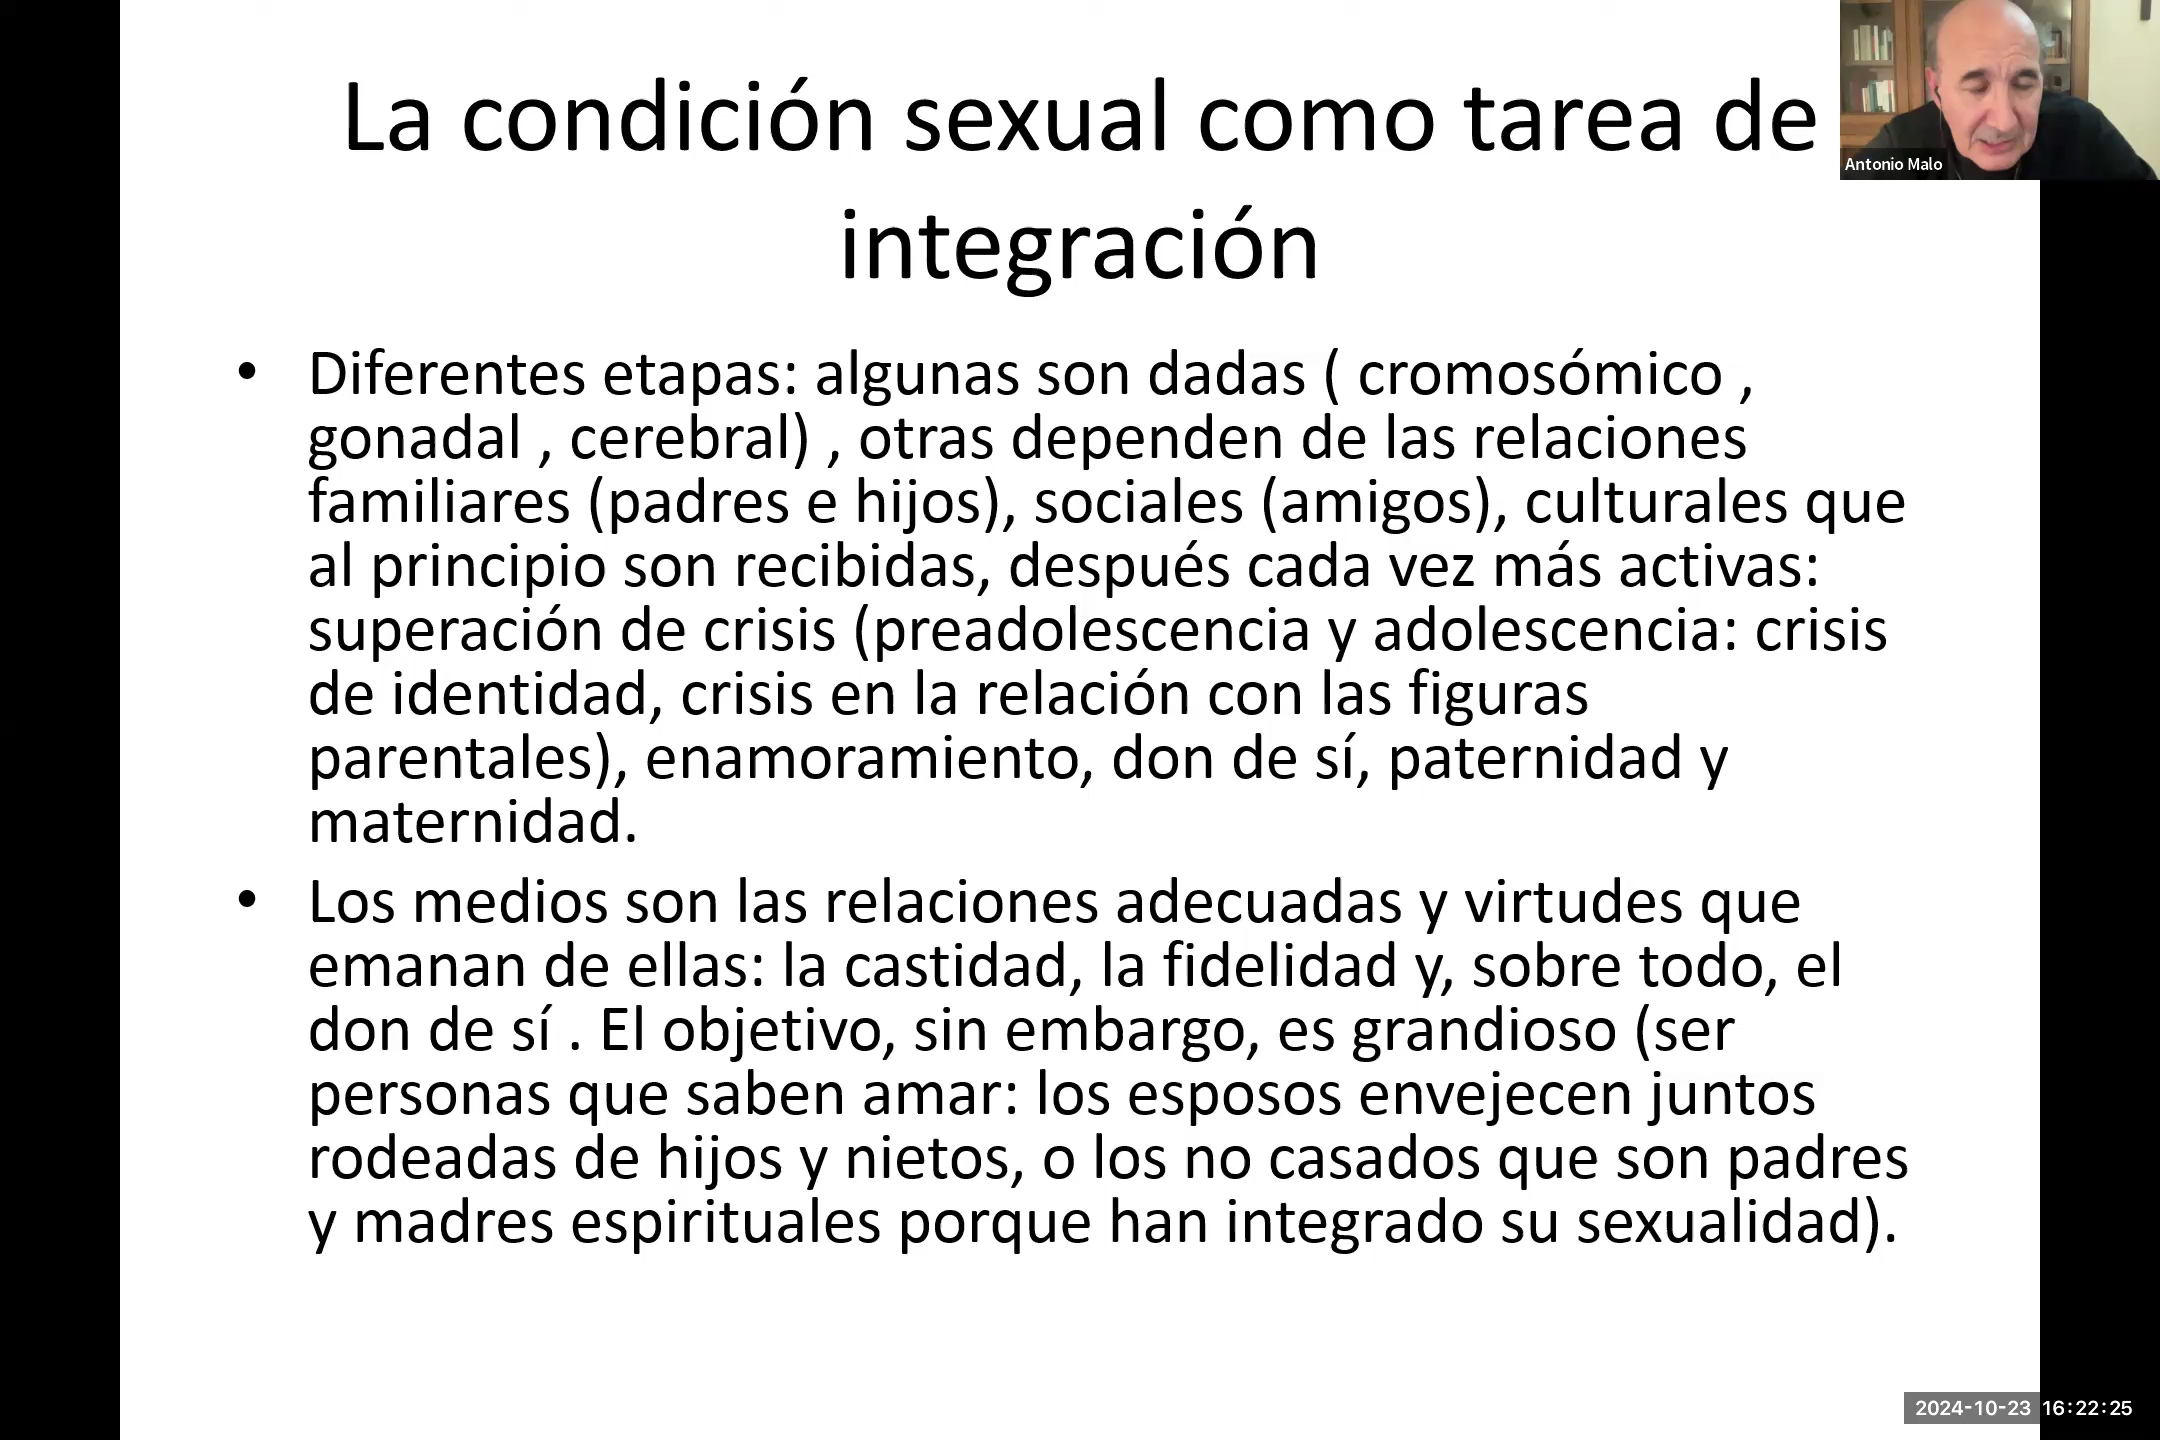 La condición sexual como tarea de
integración
Antonio Malo
• Diferentes etapas: algunas son dadas ( cromosómico ,
gonadal , cerebral) , otras dependen de las relaciones
familiares (padres e hijos), sociales (amigos), culturales que
al principio son recibidas, después cada vez más activas:
superación de crisis (preadolescencia y adolescencia: crisis
de identidad, crisis en la relación con las figuras
parentales), enamoramiento, don de sí, paternidad y
maternidad.
• Los medios son las relaciones adecuadas y virtudes que
emanan de ellas: la castidad, la fidelidad y, sobre todo, el
don de sí . El objetivo, sin embargo, es grandioso (ser
personas que saben amar: los esposos envejecen juntos
rodeadas de hijos y nietos, o los no casados que son padres
y madres espirituales porque han integrado su sexualidad).
2024-10-23 16:22:25